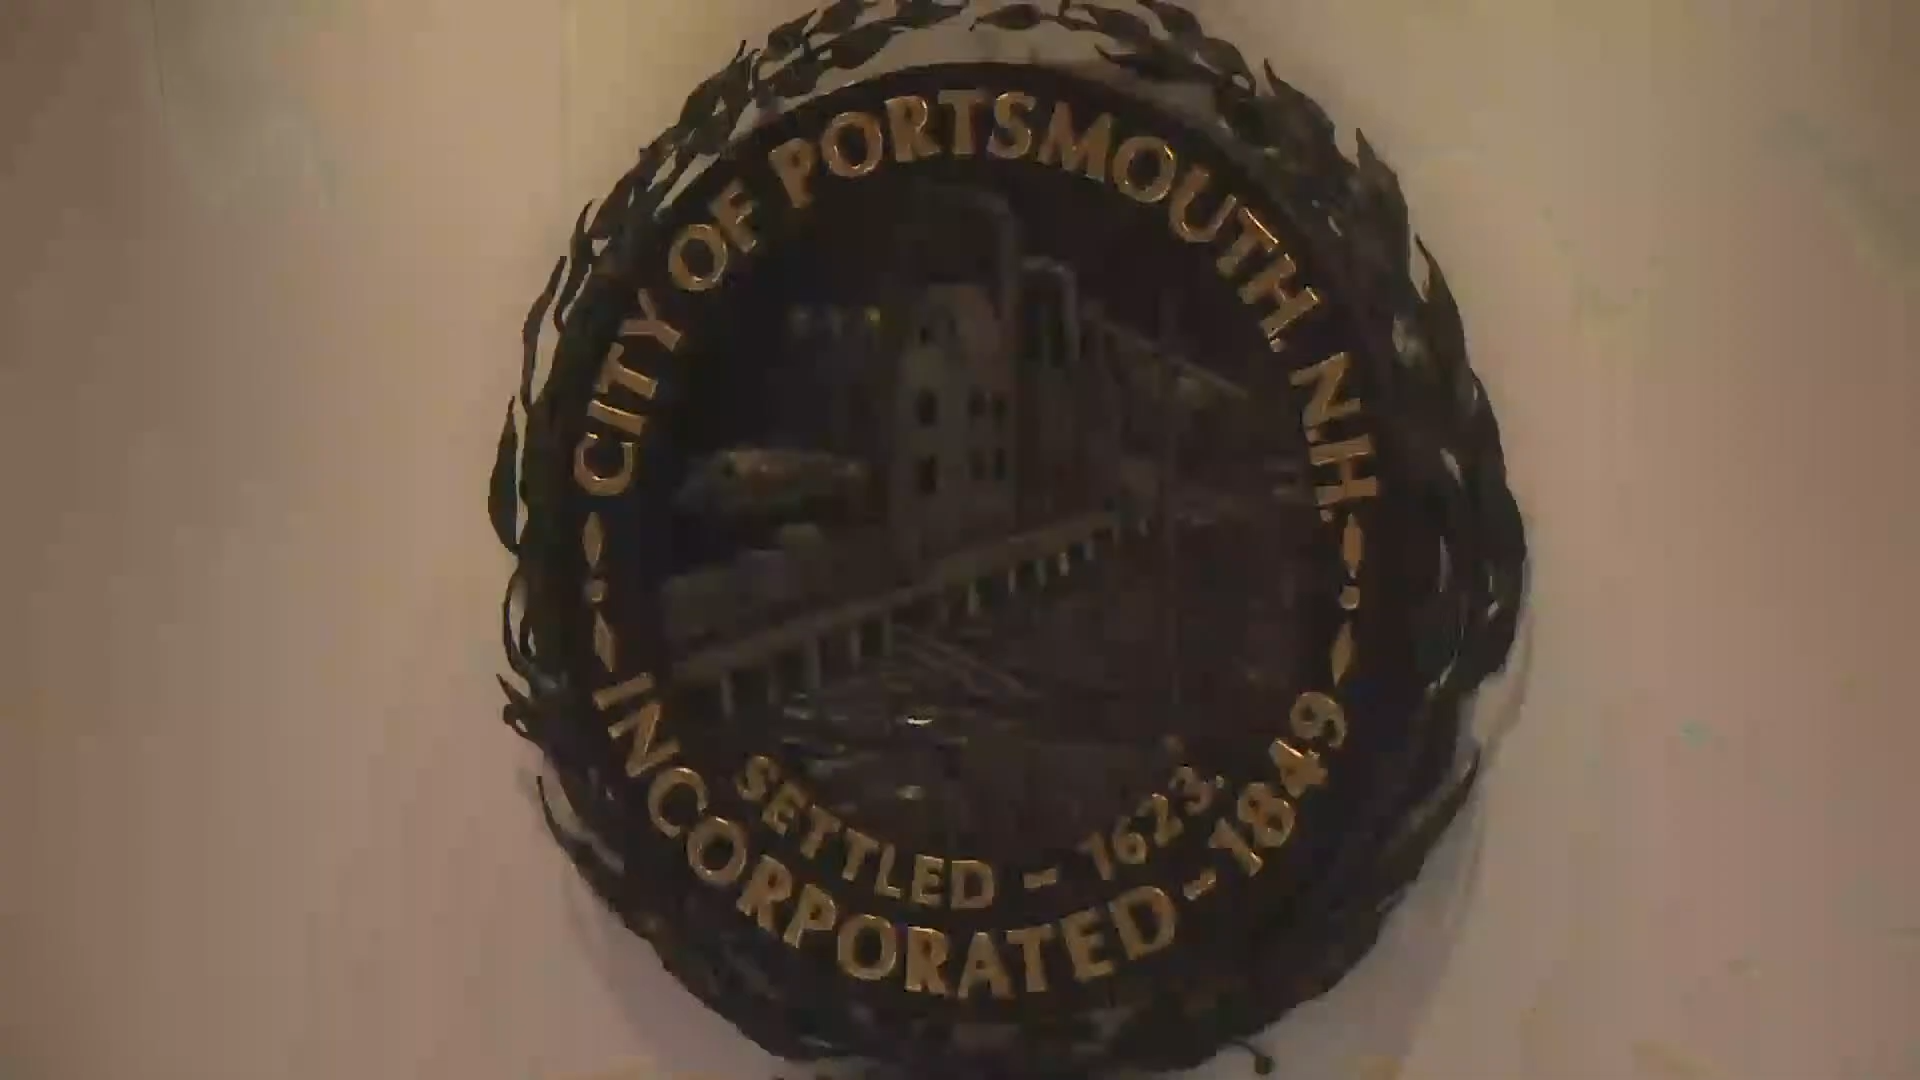 CITY OF PORTSMOUTH, N.H.
SETTLED - 1623,
INCORPORATED - 1849